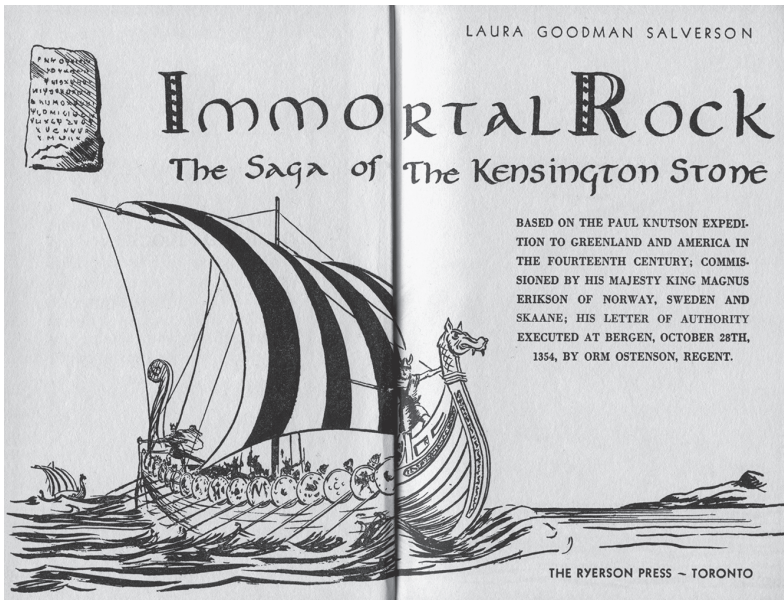 LAURA GOODMAN SALVERSON
IMMORTAL ROCK
The Saga of The Kensington Stone
BASED ON THE PAUL KNUTSON EXPEDI-
TION TO GREENLAND AND AMERICA IN
THE FOURTEENTH CENTURY; COMMIS-
SIONED BY HIS MAJESTY KING MAGNUS
ERIKSON OF NORWAY, SWEDEN AND
SKAANE; HIS LETTER OF AUTHORITY
EXECUTED AT BERGEN, OCTOBER 28TH,
1354, BY ORM OSTENSON, REGENT.
THE RYERSON PRESS ~ TORONTO